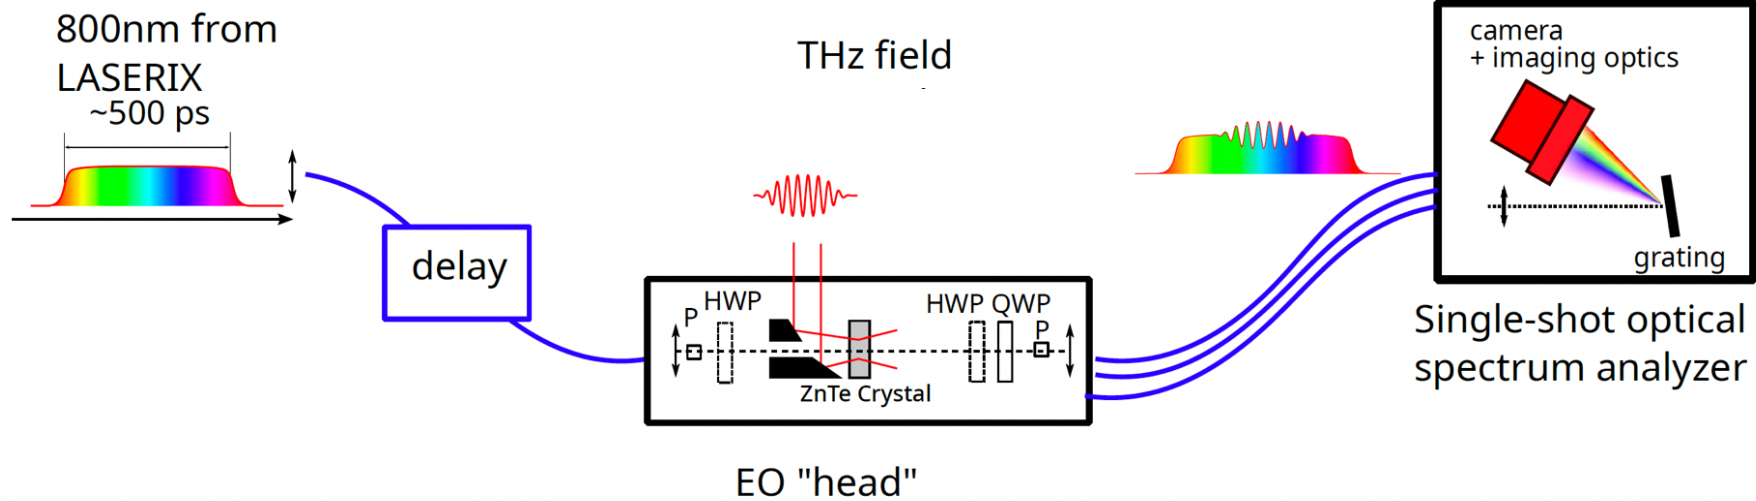 800nm from
LASERIX
~500 ps
delay
THz field
P
HWP
HWP QWP
P
ZnTe Crystal
EO "head"
camera
+ imaging optics
grating
Single-shot optical
spectrum analyzer